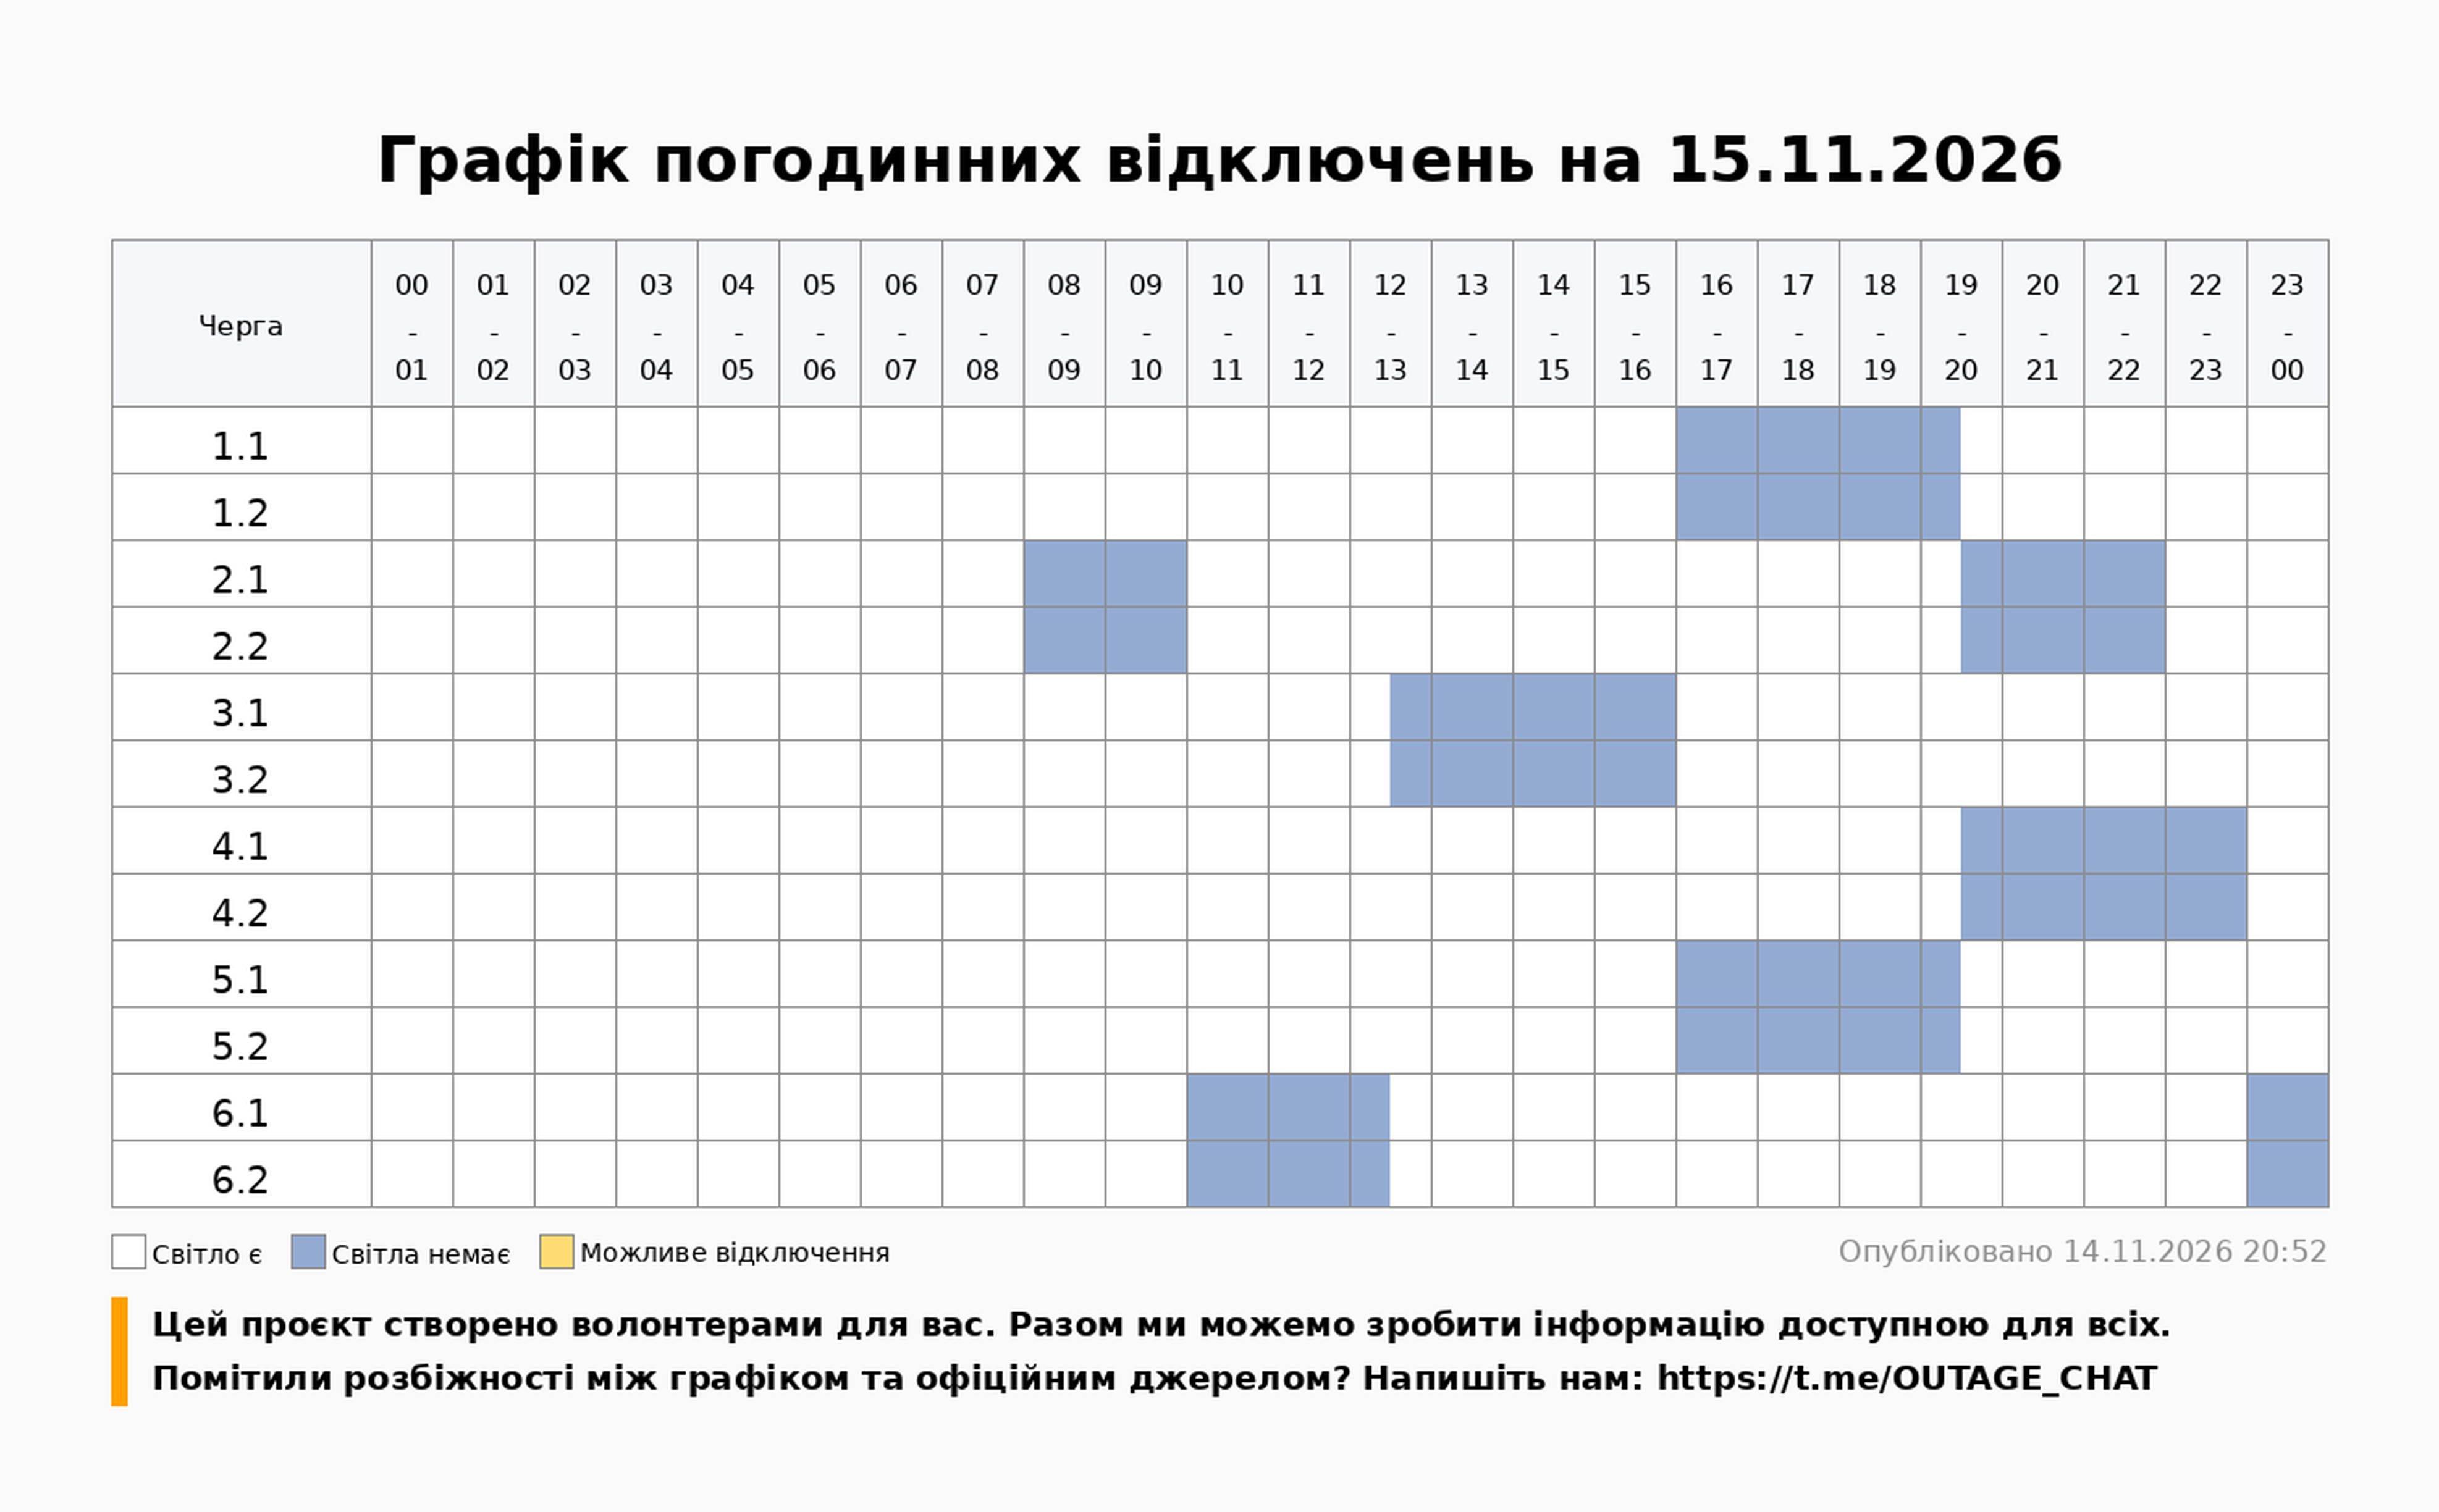 Графік погодинних відключень на 15.11.2026
Черга 00 - 01 01 - 02 02 - 03 03 - 04 04 - 05 05 - 06 06 - 07 07 - 08 08 - 09 09 - 10 10 - 11 11 - 12 12 - 13 13 - 14 14 - 15 15 - 16 16 - 17 17 - 18 18 - 19 19 - 20 20 - 21 21 - 22 22 - 23 23 - 00
1.1
1.2
2.1
2.2
3.1
3.2
4.1
4.2
5.1
5.2
6.1
6.2
Світло є Світла немає Можливе відключення Опубліковано 14.11.2026 20:52
Цей проєкт створено волонтерами для вас. Разом ми можемо зробити інформацію доступною для всіх.
Помітили розбіжності між графіком та офіційним джерелом? Напишіть нам: https://t.me/OUTAGE_CHAT